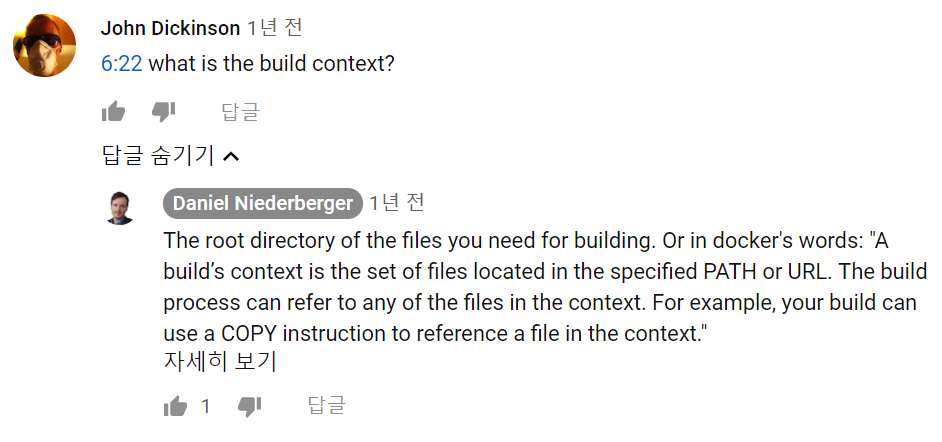 John Dickinson 1년 전
6:22 what is the build context?
답글
답글 숨기기
Daniel Niederberger 1년 전
The root directory of the files you need for building. Or in docker's words: "A
build’s context is the set of files located in the specified PATH or URL. The build
process can refer to any of the files in the context. For example, your build can
use a COPY instruction to reference a file in the context."
자세히 보기
1 답글